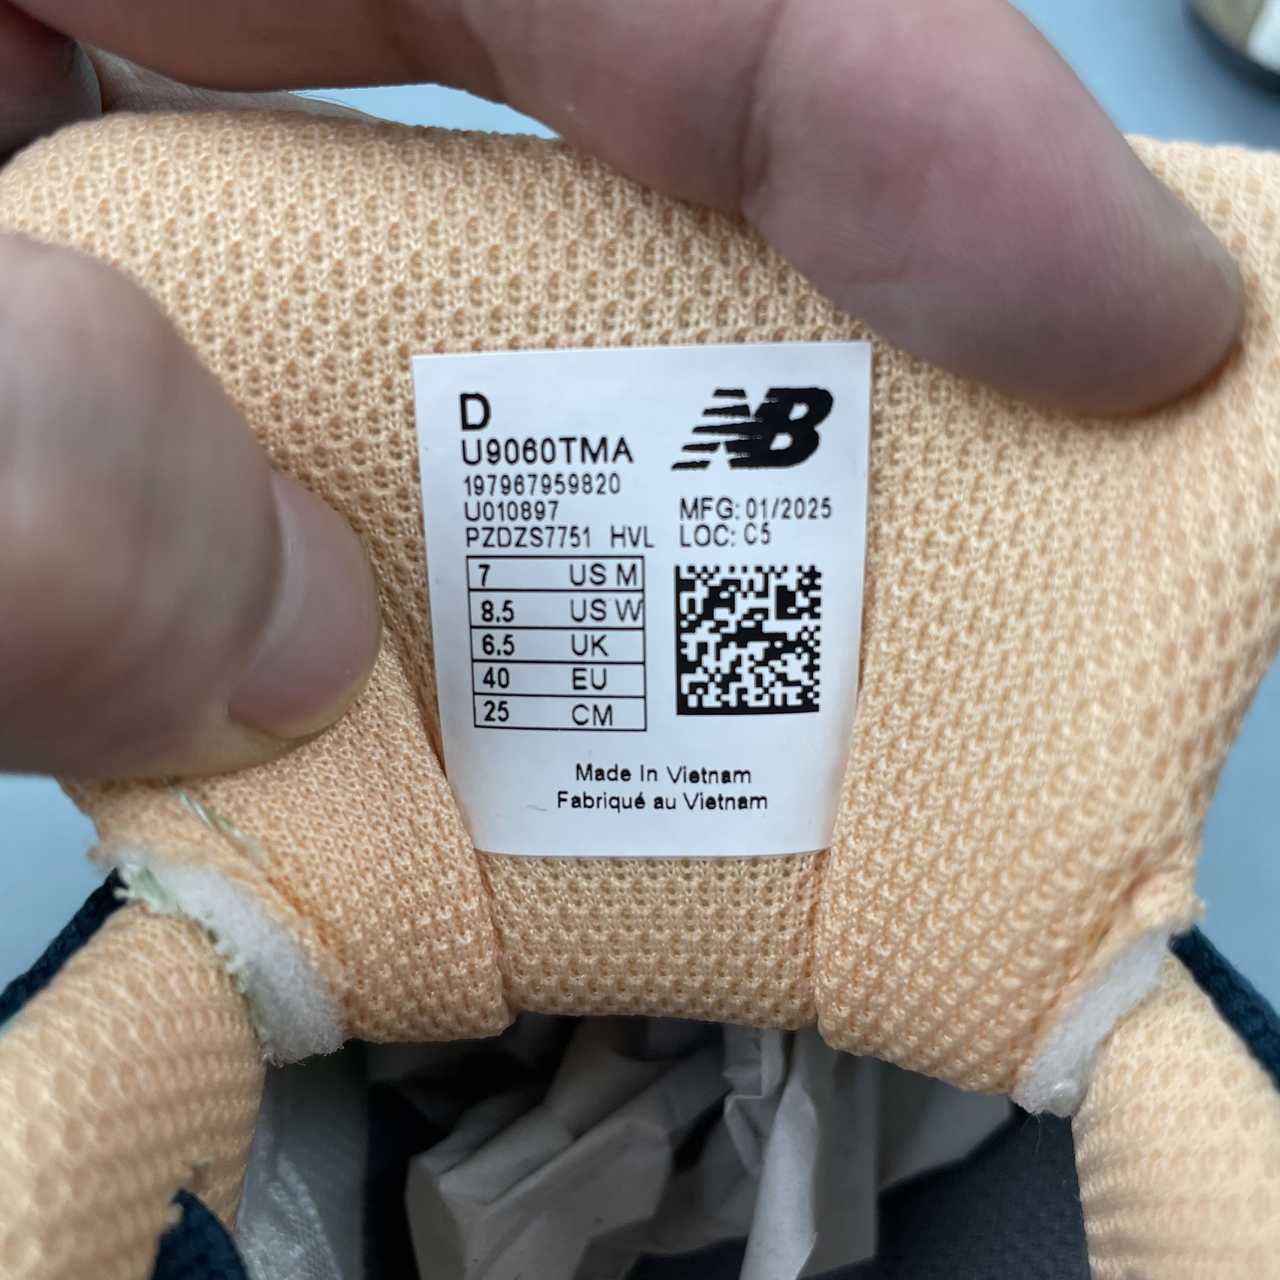 D
NB
U9060TMA
197967959820
U010897
MFG: 01/2025
PZDZS7751 HVL
LOC: C5
7 US M
8.5 US W
6.5 UK
40 EU
25 CM
Made In Vietnam
Fabriqué au Vietnam